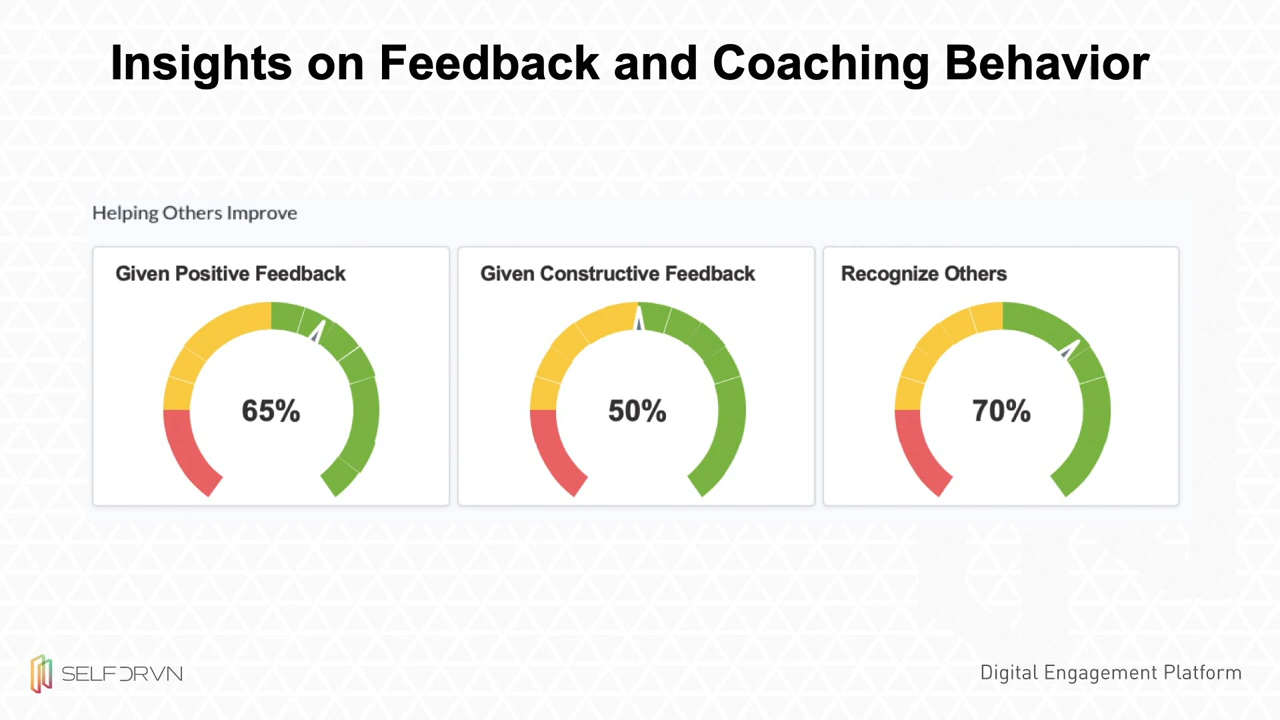 Insights on Feedback and Coaching Behavior
Helping Others Improve
Given Positive Feedback
65%
Given Constructive Feedback
50%
Recognize Others
70%
SELFDRVN
Digital Engagement Platform